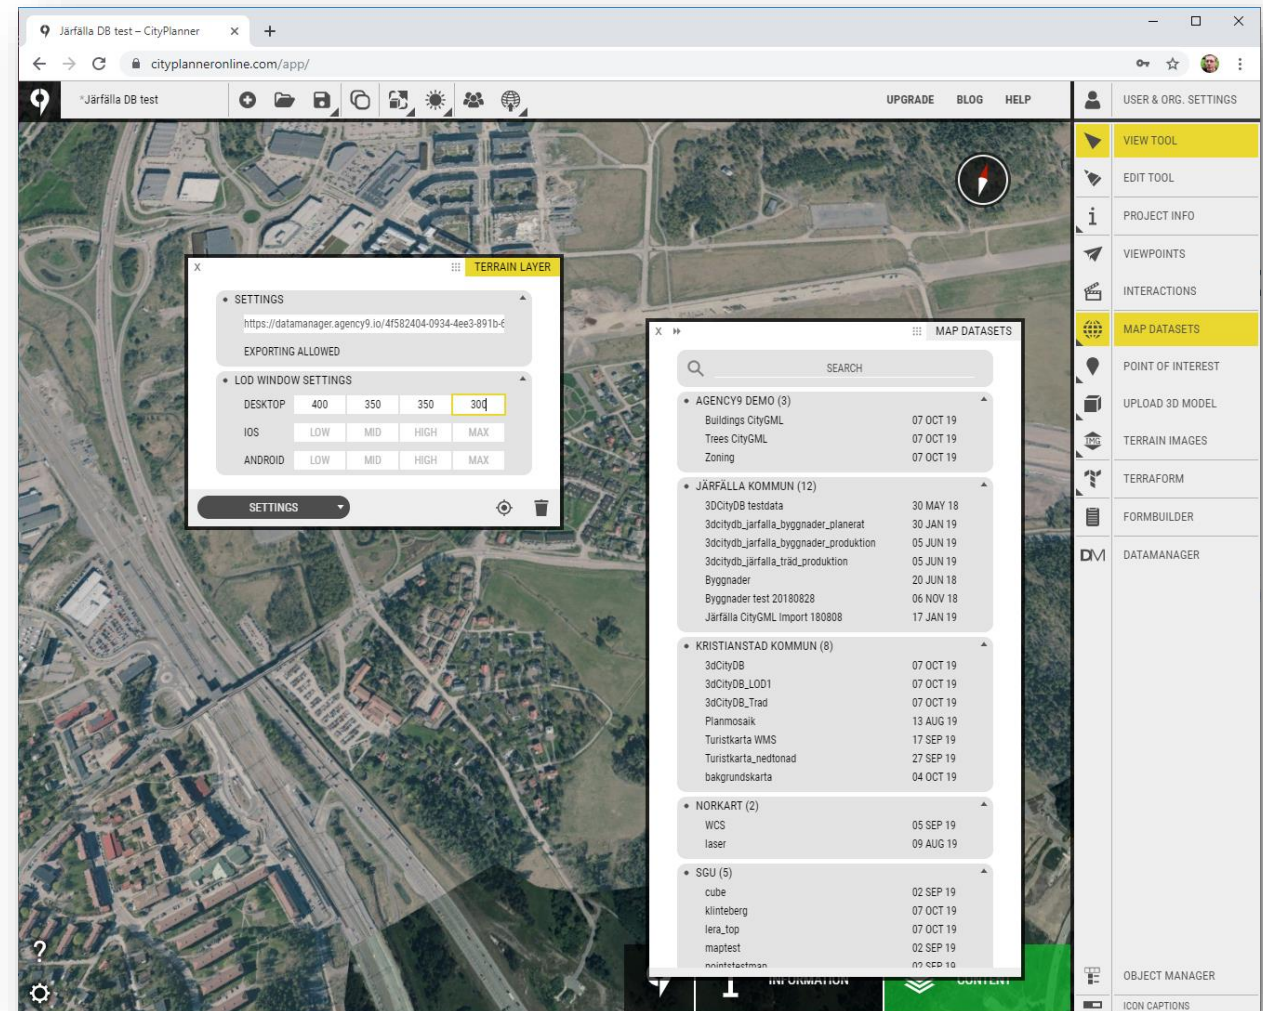 Järfälla DB test – CityPlanner
cityplanneronline.com/app/
*Järfälla DB test
UPGRADE BLOG HELP
USER & ORG. SETTINGS
VIEW TOOL
EDIT TOOL
PROJECT INFO
VIEWPOINTS
INTERACTIONS
MAP DATASETS
POINT OF INTEREST
UPLOAD 3D MODEL
IMG TERRAIN IMAGES
TERRAFORM
FORMBUILDER
DM DATAMANAGER
OBJECT MANAGER
ICON CAPTIONS
X TERRAIN LAYER
SETTINGS
https://datamanager.agency9.io/4f582404-0934-4ee3-891b-6
EXPORTING ALLOWED
LOD WINDOW SETTINGS
DESKTOP 400 350 350 300
IOS LOW MID HIGH MAX
ANDROID LOW MID HIGH MAX
SETTINGS
X MAP DATASETS
SEARCH
AGENCY9 DEMO (3)
Buildings CityGML 07 OCT 19
Trees CityGML 07 OCT 19
Zoning 07 OCT 19
JÄRFÄLLA KOMMUN (12)
3DCityDB testdata 30 MAY 18
3dcitydb_jarfalla_byggnader_planerat 30 JAN 19
3dcitydb_jarfalla_byggnader_produktion 05 JUN 19
3dcitydb_järfalla_träd_produktion 05 JUN 19
Byggnader 20 JUN 18
Byggnader test 20180828 06 NOV 18
Järfälla CityGML Import 180808 17 JAN 19
KRISTIANSTAD KOMMUN (8)
3dCityDB 07 OCT 19
3dCityDB_LOD1 07 OCT 19
3dCityDB_Trad 07 OCT 19
Planmosaik 13 AUG 19
Turistkarta WMS 17 SEP 19
Turistkarta_nedtonad 27 SEP 19
bakgrundskarta 04 OCT 19
NORKART (2)
WCS 05 SEP 19
laser 09 AUG 19
SGU (5)
cube 02 SEP 19
klinteberg 07 OCT 19
lera_top 07 OCT 19
maptest 02 SEP 19
pointstestman 02 SEP 19
INFORMATION
CONTENT
?